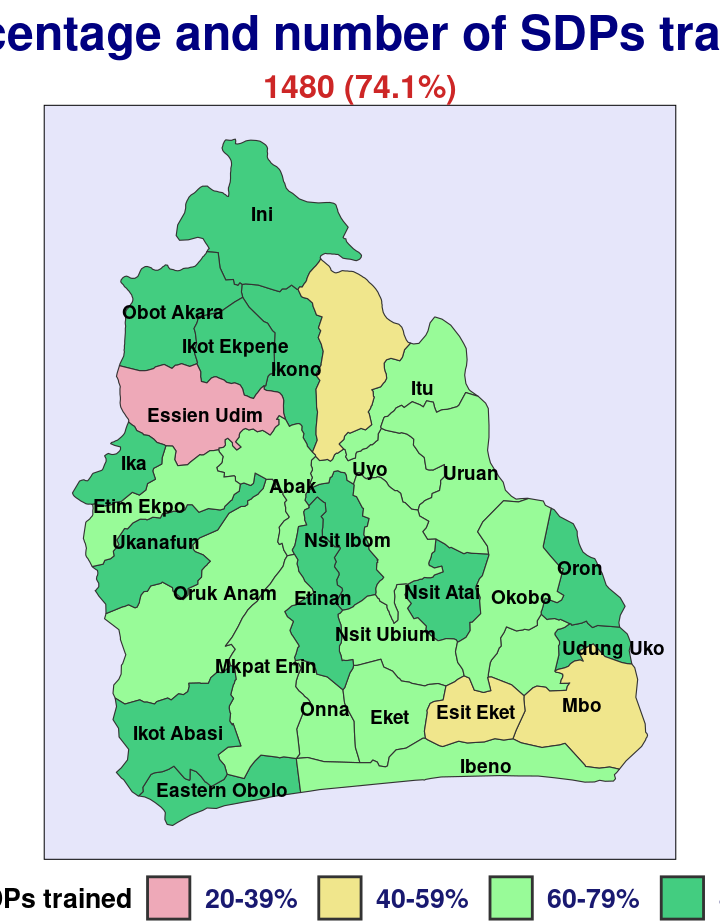 centage and number of SDPs tra
1480 (74.1%)
Ini
Obot Akara
Ikot Ekpene
Ikono
Itu
Essien Udim
Ika
Uyo
Uruan
Abak
Etim Ekpo
Ukanafun
Nsit Ibom
Oron
Oruk Anam
Etinan
Nsit Atai
Okobo
Nsit Ubium
Udung Uko
Mkpat Enin
Onna
Eket
Esit Eket
Mbo
Ikot Abasi
Ibeno
Eastern Obolo
DPs trained 20-39% 40-59% 60-79%